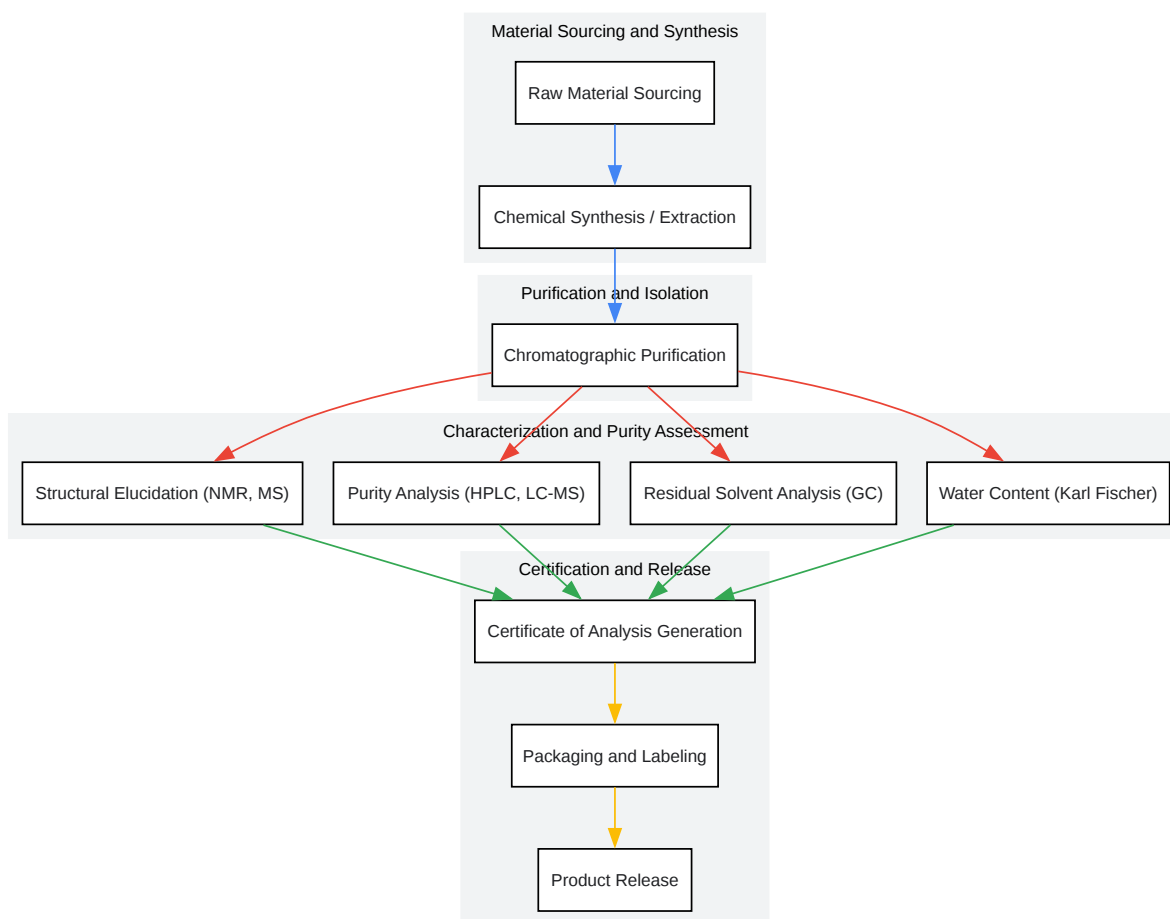 Material Sourcing and Synthesis
Raw Material Sourcing
Chemical Synthesis / Extraction
Purification and Isolation
Chromatographic Purification
Characterization and Purity Assessment
Structural Elucidation (NMR, MS)
Purity Analysis (HPLC, LC-MS)
Residual Solvent Analysis (GC)
Water Content (Karl Fischer)
Certification and Release
Certificate of Analysis Generation
Packaging and Labeling
Product Release